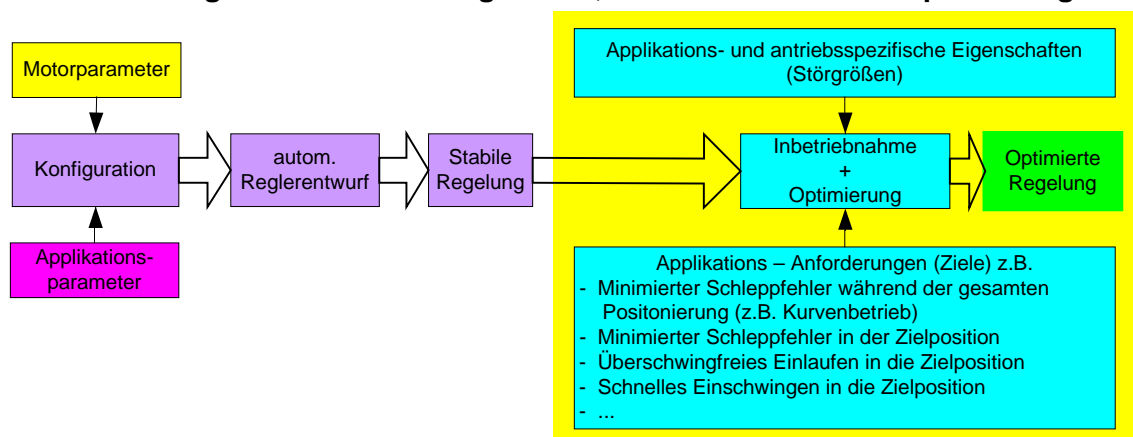 Motorparameter
Applikations- und antriebsspezifische Eigenschaften
(Störgrößen)
Konfiguration
autom.
Reglerentwurf
Stabile
Regelung
Inbetriebnahme
+
Optimierung
Optimierte
Regelung
Applikations-
parameter
Applikations – Anforderungen (Ziele) z.B.
- Minimierter Schleppfehler während der gesamten
Positonierung (z.B. Kurvenbetrieb)
- Minimierter Schleppfehler in der Zielposition
- Überschwingfreies Einlaufen in die Zielposition
- Schnelles Einschwingen in die Zielposition
- ...